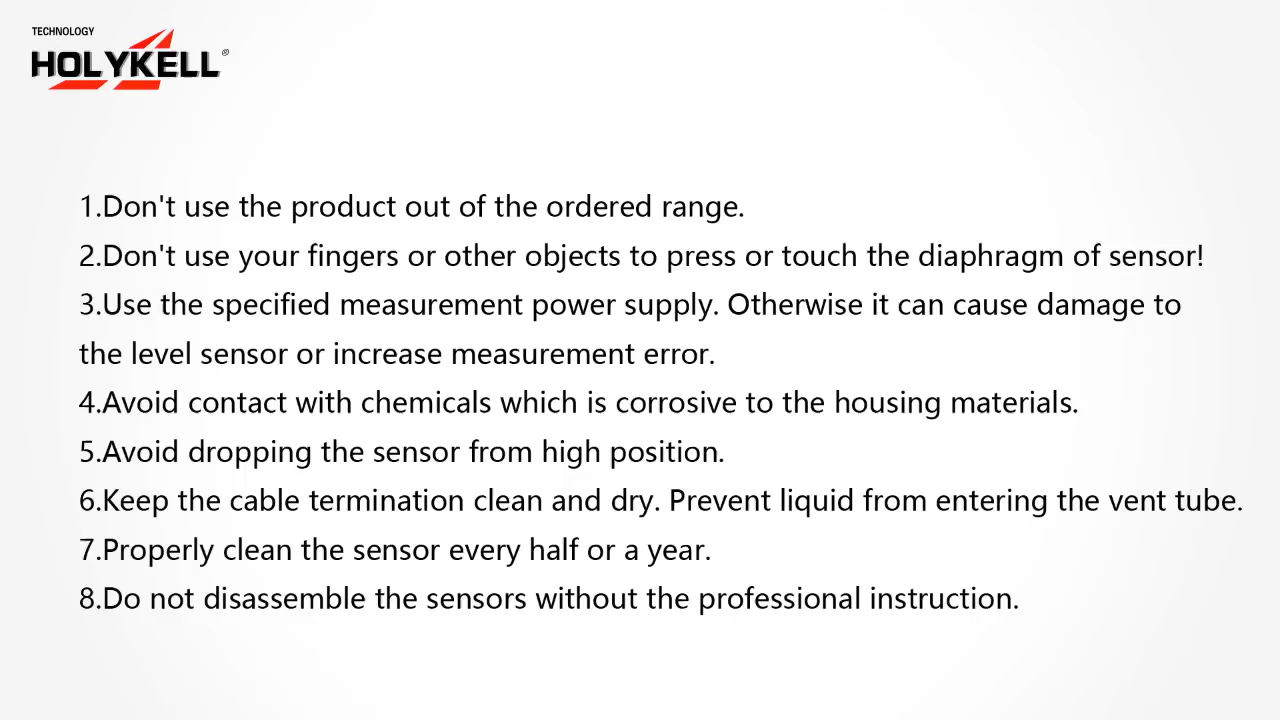 TECHNOLOGY
HOLYKELL®
1.Don't use the product out of the ordered range.
2.Don't use your fingers or other objects to press or touch the diaphragm of sensor!
3.Use the specified measurement power supply. Otherwise it can cause damage to
the level sensor or increase measurement error.
4.Avoid contact with chemicals which is corrosive to the housing materials.
5.Avoid dropping the sensor from high position.
6.Keep the cable termination clean and dry. Prevent liquid from entering the vent tube.
7.Properly clean the sensor every half or a year.
8.Do not disassemble the sensors without the professional instruction.